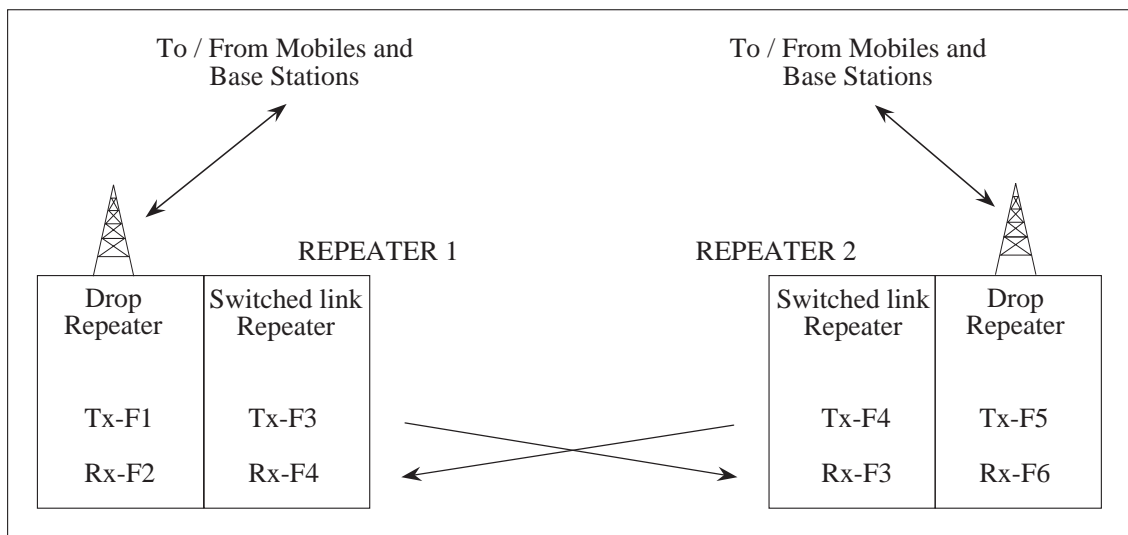 To / From Mobiles and
Base Stations
To / From Mobiles and
Base Stations
REPEATER 1
REPEATER 2
Drop
Repeater
Tx-F1
Rx-F2
Switched link
Repeater
Tx-F3
Rx-F4
Switched link
Repeater
Tx-F4
Rx-F3
Drop
Repeater
Tx-F5
Rx-F6